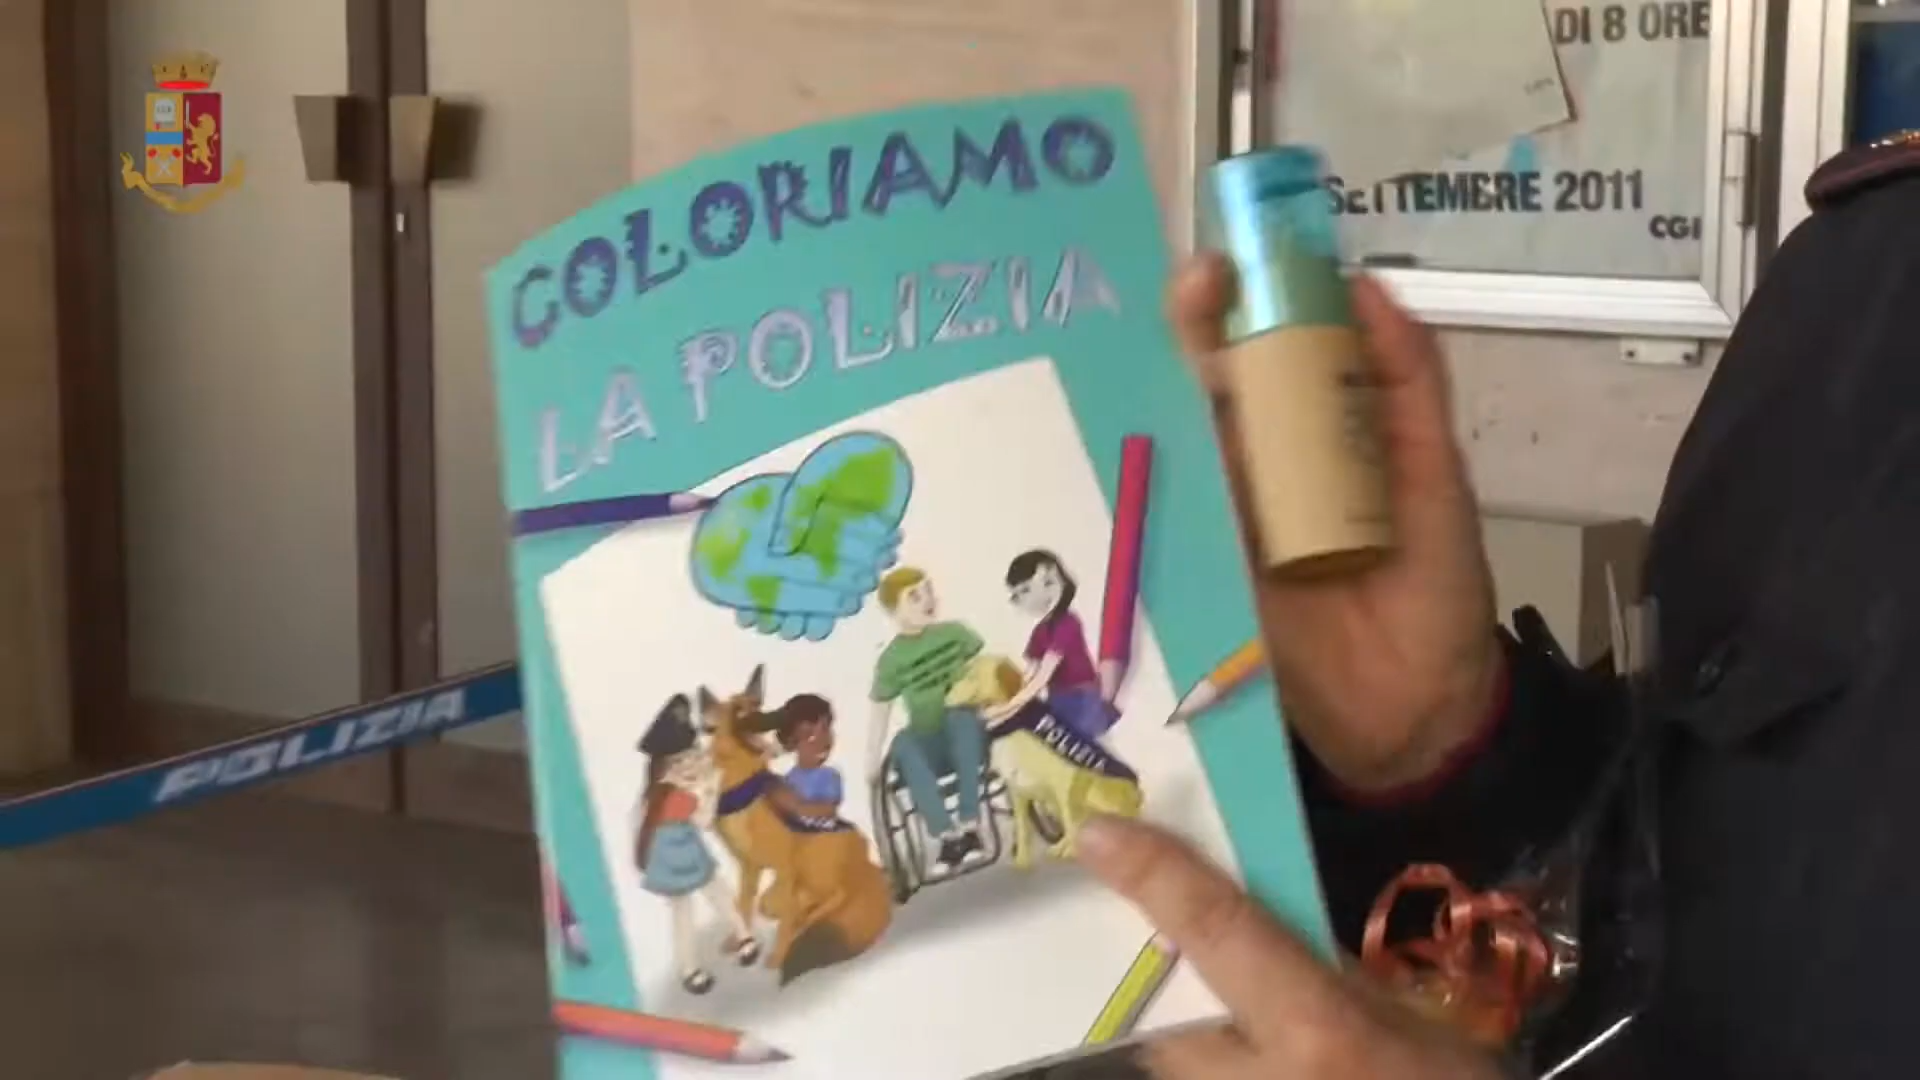 COLORIAMO
LA POLIZIA
POLIZIA
POLIZIA
DI 8 ORE
SETTEMBRE 2011
CGI